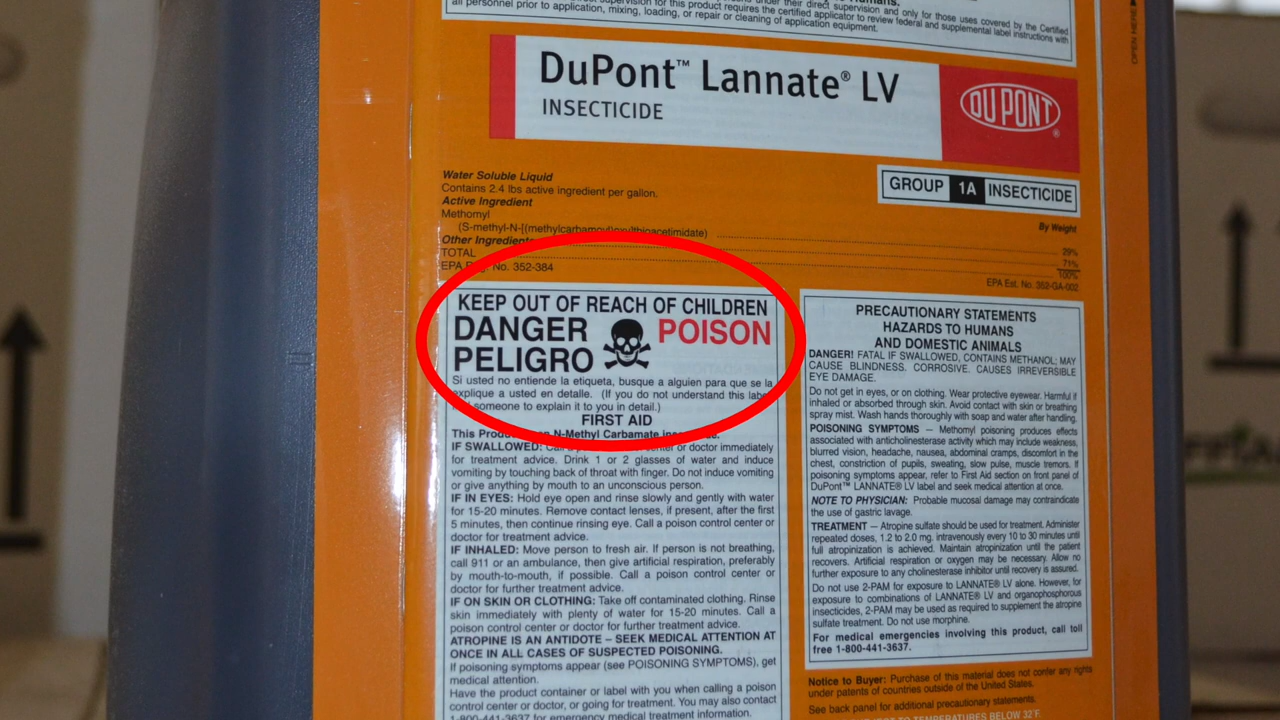 all personnel prior to application, mixing, loading, or repair or cleaning of application equipment.
OPEN HERE
DuPont™ Lannate® LV
INSECTICIDE
DU PONT
®
GROUP 1A INSECTICIDE
Water Soluble Liquid
Contains 2.4 lbs active ingredient per gallon.
Active Ingredient
Methomyl
By Weight
29%
Other
71%
TOTAL
100%
EPA No. 352-384
EPA Est. No. 352-GA-002
KEEP OUT OF REACH OF CHILDREN
DANGER POISON
PELIGRO
Si usted no entiende la etiqueta, busque a alguien para que se la
explique a usted en detalle. (If you do not understand this
someone to explain it to you in detail.)
FIRST AID
This N-Methyl Carbamate
IF SWALLOWED: or doctor immediately
for treatment advice. Drink 1 or 2 glasses of water and induce
vomiting by touching back of throat with finger. Do not induce vomiting
or give anything by mouth to an unconscious person.
IF IN EYES: Hold eye open and rinse slowly and gently with water
for 15-20 minutes. Remove contact lenses, if present, after the first
5 minutes, then continue rinsing eye. Call a poison control center or
doctor for treatment advice.
IF INHALED: Move person to fresh air. If person is not breathing,
call 911 or an ambulance, then give artificial respiration, preferably
by mouth-to-mouth, if possible. Call a poison control center or
doctor for further treatment advice.
IF ON SKIN OR CLOTHING: Take off contaminated clothing. Rinse
skin immediately with plenty of water for 15-20 minutes. Call a
poison control center or doctor for further treatment advice.
ATROPINE IS AN ANTIDOTE – SEEK MEDICAL ATTENTION AT
ONCE IN ALL CASES OF SUSPECTED POISONING.
If poisoning symptoms appear (see POISONING SYMPTOMS), get
medical attention.
Have the product container or label with you when calling a poison
control center or doctor, or going for treatment. You may also contact
1-800-441-3637 for emergency medical treatment information.
PRECAUTIONARY STATEMENTS
HAZARDS TO HUMANS
AND DOMESTIC ANIMALS
DANGER! FATAL IF SWALLOWED, CONTAINS METHANOL: MAY
CAUSE BLINDNESS. CORROSIVE. CAUSES IRREVERSIBLE
EYE DAMAGE.
Do not get in eyes, or on clothing. Wear protective eyewear. Harmful if
inhaled or absorbed through skin. Avoid contact with skin or breathing
spray mist. Wash hands thoroughly with soap and water after handling.
POISONING SYMPTOMS — Methomyl poisoning produces effects
associated with anticholinesterase activity which may include weakness,
blurred vision, headache, nausea, abdominal cramps, discomfort in the
chest, constriction of pupils, sweating, slow pulse, muscle tremors. If
poisoning symptoms appear, refer to First Aid section on front panel of
DuPont™ LANNATE® LV label and seek medical attention at once.
NOTE TO PHYSICIAN: Probable mucosal damage may contraindicate
the use of gastric lavage.
TREATMENT — Atropine sulfate should be used for treatment. Administer
repeated doses, 1.2 to 2.0 mg. intravenously every 10 to 30 minutes until
full atropinization is achieved. Maintain atropinization until the patient
recovers. Artificial respiration or oxygen may be necessary. Allow no
further exposure to any cholinesterase inhibitor until recovery is assured.
Do not use 2-PAM for exposure to LANNATE® LV alone. However, for
exposure to combinations of LANNATE® LV and organophosphorous
insecticides, 2-PAM may be used as required to supplement the atropine
sulfate treatment. Do not use morphine.
For medical emergencies involving this product, call toll
free 1-800-441-3637.
Notice to Buyer: Purchase of this material does not confer any rights
under patents of countries outside of the United States.
See back panel for additional precautionary statements.
TO TEMPERATURES BELOW 32°F